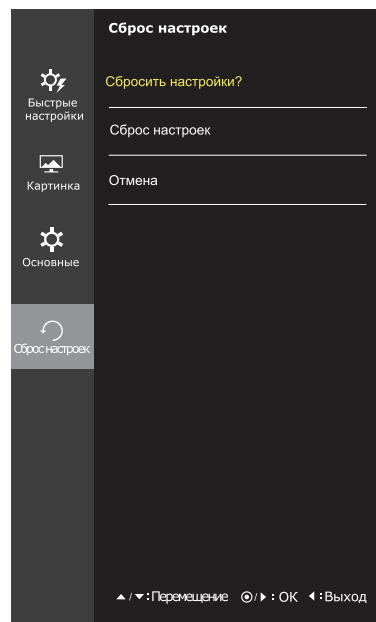 Сброс настроек
Быстрые
настройки
Картинка
Основные
Сброс настроек
Сбросить настройки?
Сброс настроек
Отмена
▲/▼:Перемещение ◉/▶:OK ◀:Выход